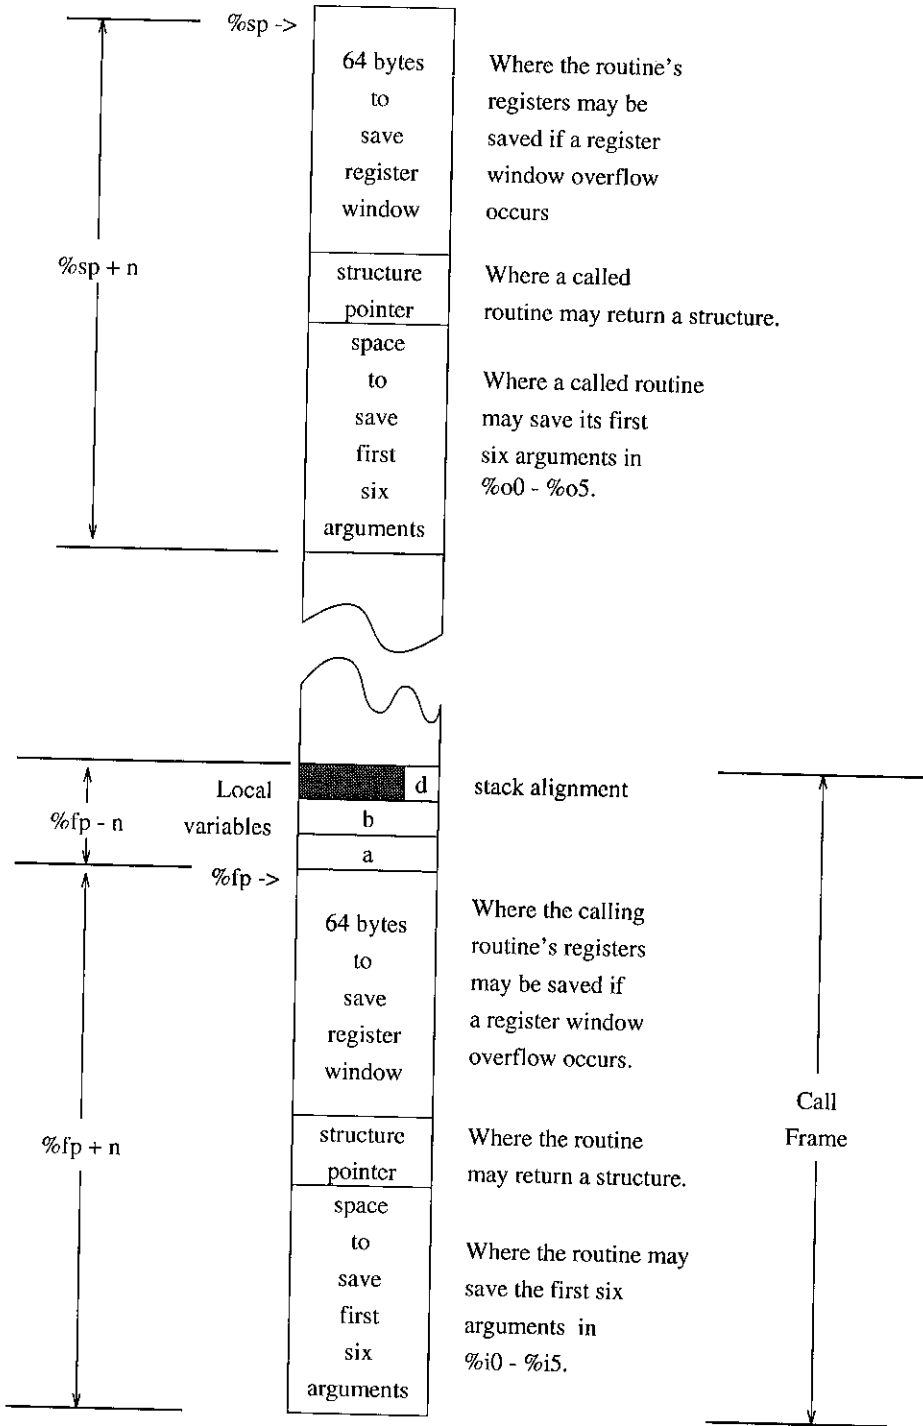 %sp ->
64 bytes
to
save
register
window
Where the routine's
registers may be
saved if a register
window overflow
occurs
%sp + n
structure
pointer
Where a called
routine may return a structure.
space
to
save
first
six
arguments
Where a called routine
may save its first
six arguments in
%o0 - %o5.
Local
variables
%fp - n
d
b
a
stack alignment
%fp ->
64 bytes
to
save
register
window
Where the calling
routine's registers
may be saved if
a register window
overflow occurs.
Call
Frame
%fp + n
structure
pointer
Where the routine
may return a structure.
space
to
save
first
six
arguments
Where the routine may
save the first six
arguments in
%i0 - %i5.